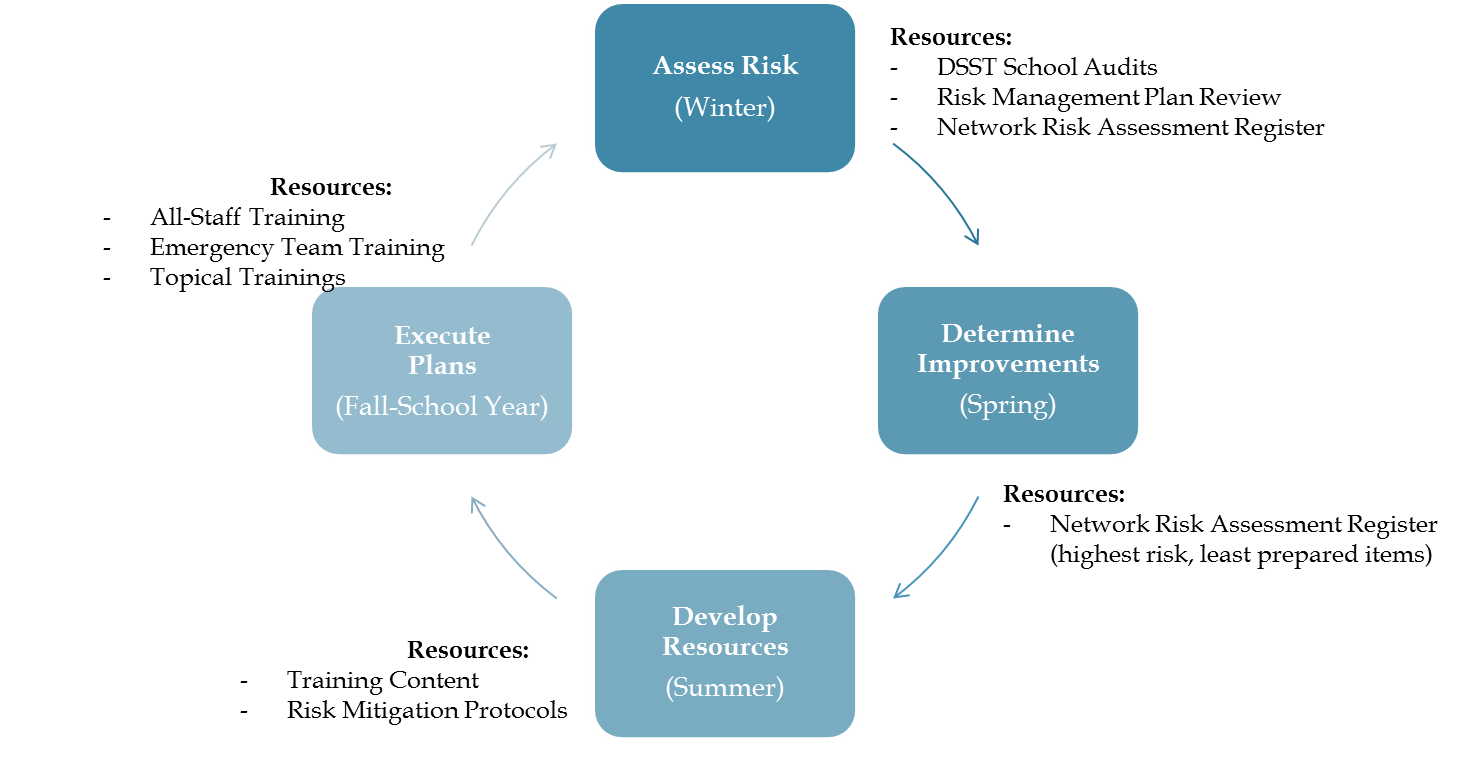 Assess Risk
(Winter)
Resources:
- DSST School Audits
- Risk Management Plan Review
- Network Risk Assessment Register
Determine
Improvements
(Spring)
Resources:
- Network Risk Assessment Register
(highest risk, least prepared items)
Develop
Resources
(Summer)
Resources:
- Training Content
- Risk Mitigation Protocols
Execute
Plans
(Fall-School Year)
Resources:
- All-Staff Training
- Emergency Team Training
- Topical Trainings